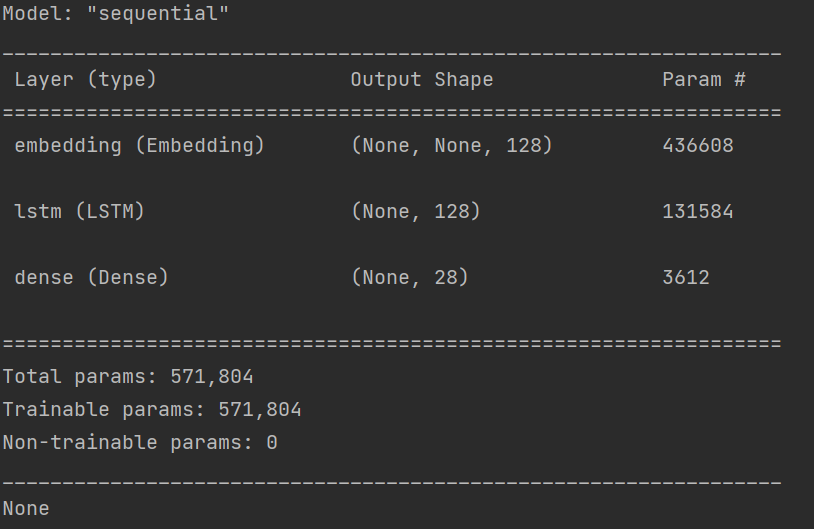 Model: "sequential"
_________________________________________________________________
 Layer (type)                Output Shape              Param #
=================================================================
 embedding (Embedding)       (None, None, 128)         436608
 lstm (LSTM)                 (None, 128)               131584
 dense (Dense)               (None, 28)                3612
=================================================================
Total params: 571,804
Trainable params: 571,804
Non-trainable params: 0
_________________________________________________________________
None